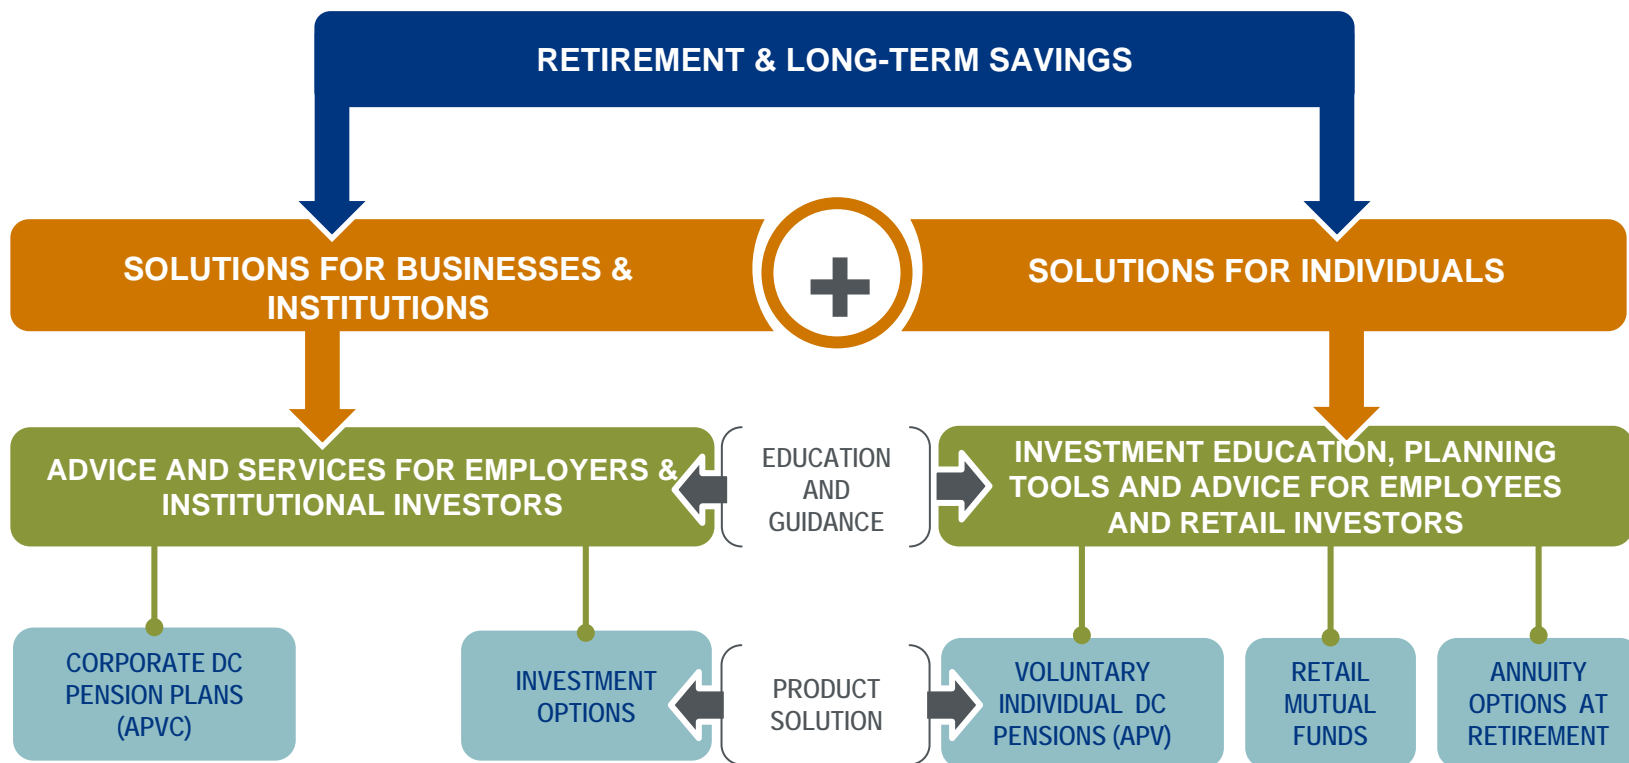 RETIREMENT & LONG-TERM SAVINGS
SOLUTIONS FOR BUSINESSES &
INSTITUTIONS
+
SOLUTIONS FOR INDIVIDUALS
ADVICE AND SERVICES FOR EMPLOYERS &
INSTITUTIONAL INVESTORS
EDUCATION
AND
GUIDANCE
INVESTMENT EDUCATION, PLANNING
TOOLS AND ADVICE FOR EMPLOYEES
AND RETAIL INVESTORS
CORPORATE DC
PENSION PLANS
(APVC)
INVESTMENT
OPTIONS
PRODUCT
SOLUTION
VOLUNTARY
INDIVIDUAL DC
PENSIONS (APV)
RETAIL
MUTUAL
FUNDS
ANNUITY
OPTIONS AT
RETIREMENT